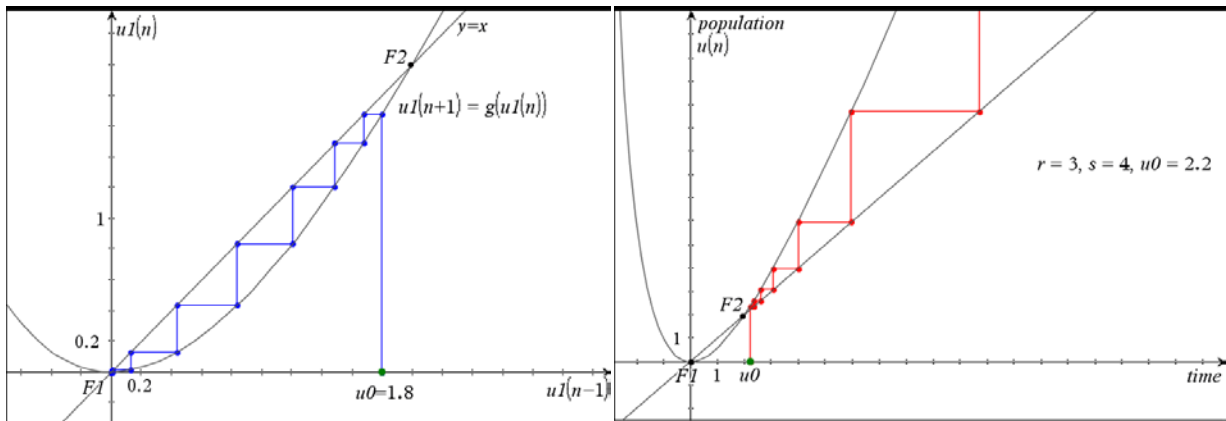 u1(n)
y=x
F2
u1(n+1) = g(u1(n))
1
0.2
F1
0.2
u0=1.8
u1(n-1)
population
u(n)
r = 3, s = 4, u0 = 2.2
F2
1
F1
1
u0
time